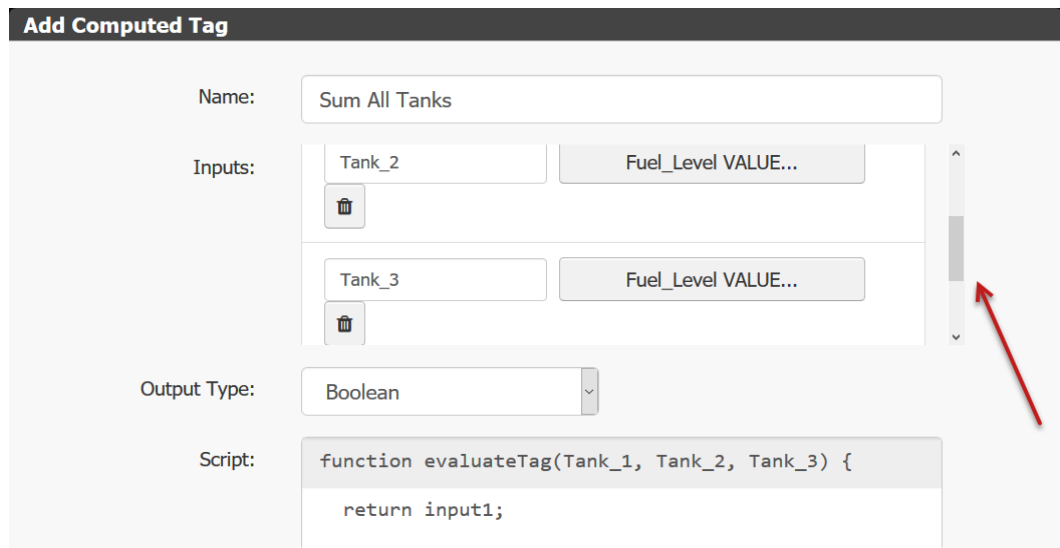 Add Computed Tag
Name: Sum All Tanks
Inputs: Tank_2 Fuel_Level VALUE...
Tank_3 Fuel_Level VALUE...
Output Type: Boolean
Script: function evaluateTag(Tank_1, Tank_2, Tank_3) {
return input1;